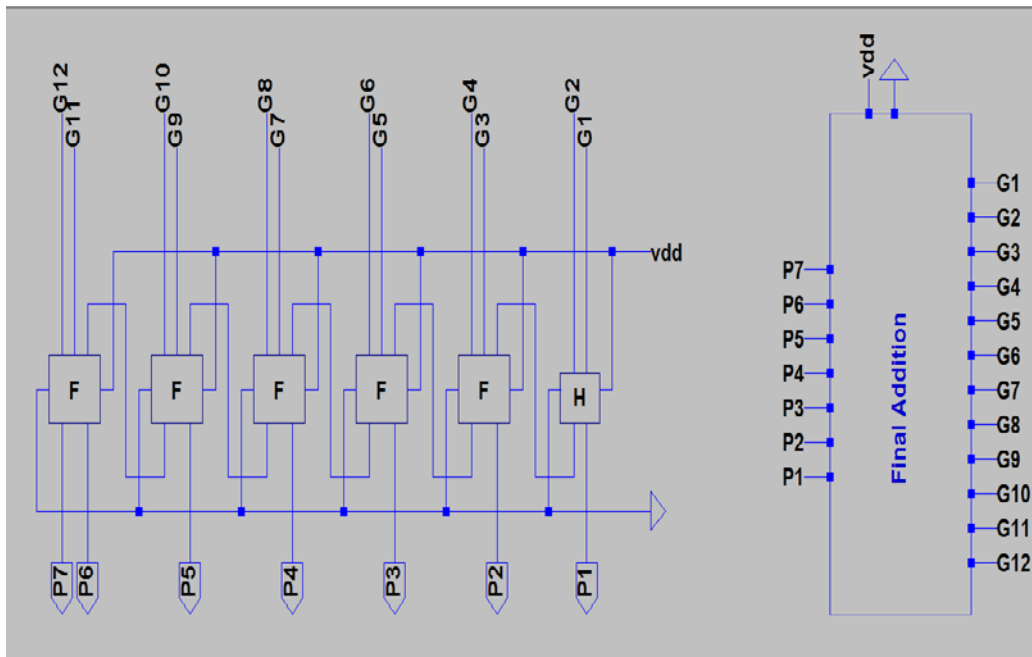 G12 G10 G8 G6 G4 G2
G11 G9 G7 G5 G3 G1
vdd
F F F F F H
P7 P6 P5 P4 P3 P2 P1
vdd
G1
G2
G3
G4
G5
G6
G7
G8
G9
G10
G11
G12
P7
P6
P5
P4
P3
P2
P1
Final Addition